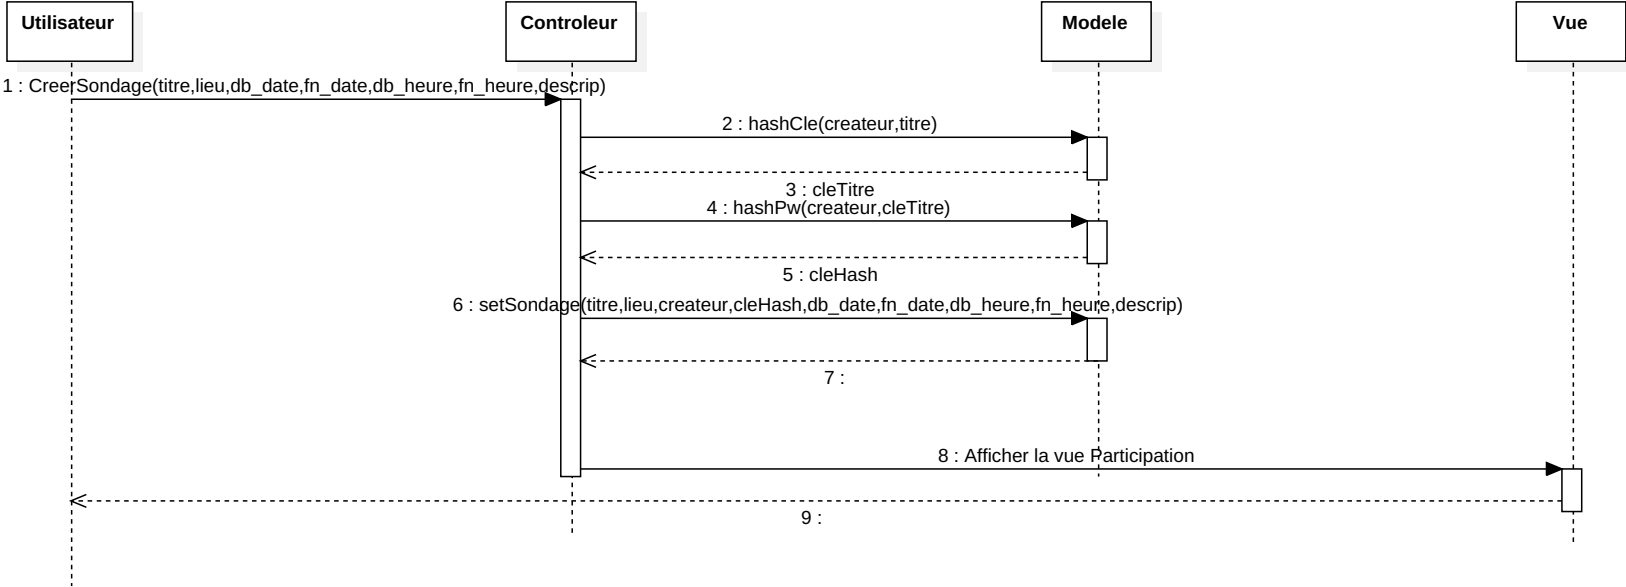 Utilisateur
Controleur
Modele
Vue
1 : CreerSondage(titre,lieu,db_date,fn_date,db_heure,fn_heure,descrip)
2 : hashCle(createur,titre)
3 : cleTitre
4 : hashPw(createur,cleTitre)
5 : cleHash
6 : setSondage(titre,lieu,createur,cleHash,db_date,fn_date,db_heure,fn_heure,descrip)
7 :
8 : Afficher la vue Participation
9 :